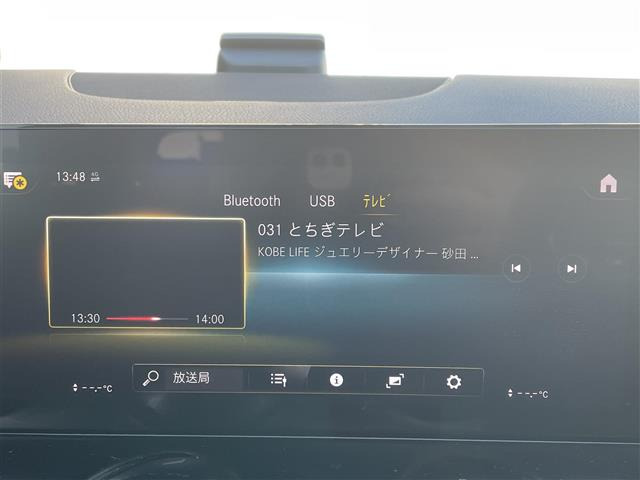 13:48 4G
Bluetooth USB ﾃﾚﾋﾞ
031 とちぎテレビ
KOBE LIFE ジュエリーデザイナー 砂田 ...
13:30 14:00
放送局
--.-°C
--.-°C